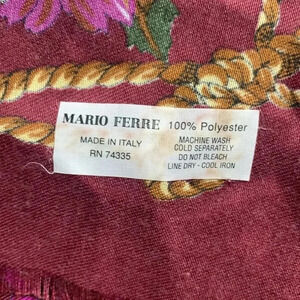 MARIO FERRE 100% Polyester
MADE IN ITALY
RN 74335
MACHINE WASH
COLD SEPARATELY
DO NOT BLEACH
LINE DRY - COOL IRON